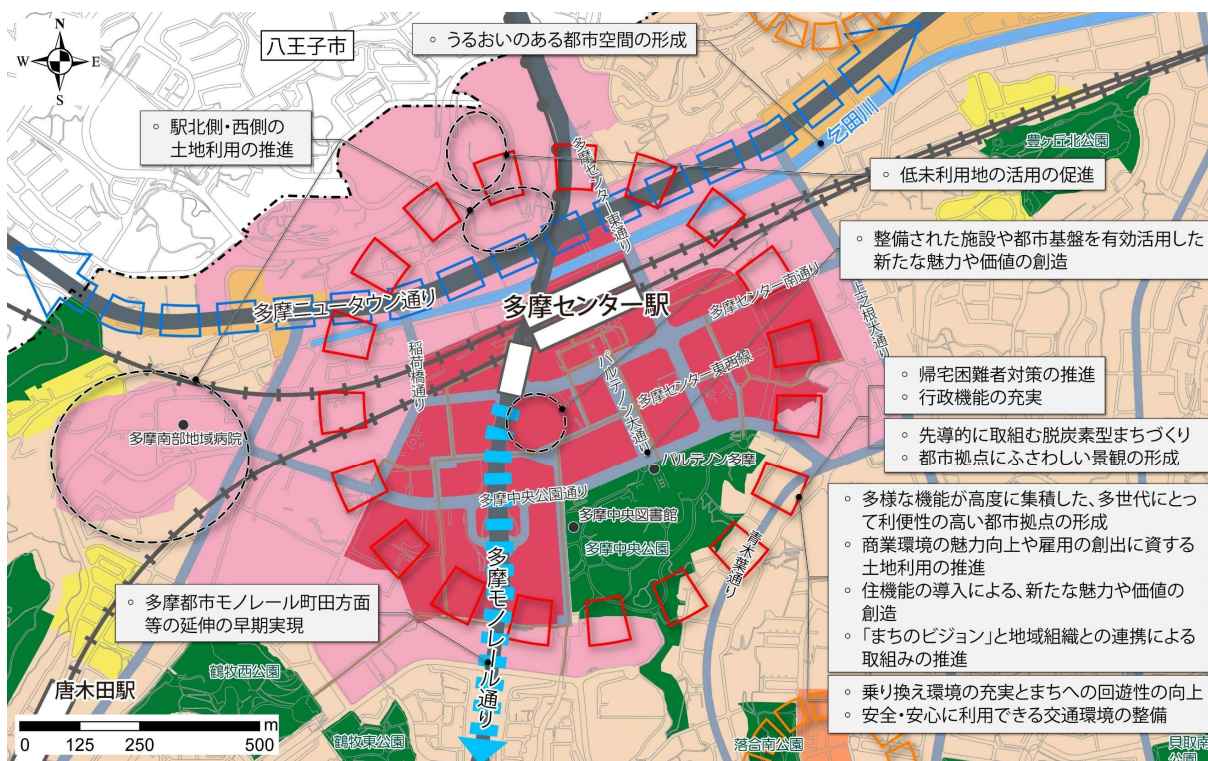 N
W
E
S
八王子市
◦ うるおいのある都市空間の形成
◦ 駅北側・西側の
土地利用の推進
乞田川
豊ヶ丘北公園
◦ 低未利用地の活用の促進
多摩センター東通り
◦ 整備された施設や都市基盤を有効活用した
新たな魅力や価値の創造
多摩ニュータウン通り
多摩センター駅
多摩センター南通り
上之根大通り
稲荷橋通り
パルテノン大通り
多摩センター東西線
◦ 帰宅困難者対策の推進
◦ 行政機能の充実
多摩南部地域病院
パルテノン多摩
◦ 先導的に取組む脱炭素型まちづくり
◦ 都市拠点にふさわしい景観の形成
多摩中央公園通り
多摩中央図書館
多摩中央公園
青木葉通り
◦ 多様な機能が高度に集積した、多世代にとっ
て利便性の高い都市拠点の形成
◦ 商業環境の魅力向上や雇用の創出に資する
土地利用の推進
◦ 住機能の導入による、新たな魅力や価値の
創造
◦ 「まちのビジョン」と地域組織との連携による
取組みの推進
多摩モノレール通り
◦ 多摩都市モノレール町田方面
等の延伸の早期実現
鶴牧西公園
唐木田駅
◦ 乗り換え環境の充実とまちへの回遊性の向上
◦ 安全・安心に利用できる交通環境の整備
m
0 125 250 500
鶴牧東公園
落合南公園
貝取南
公園